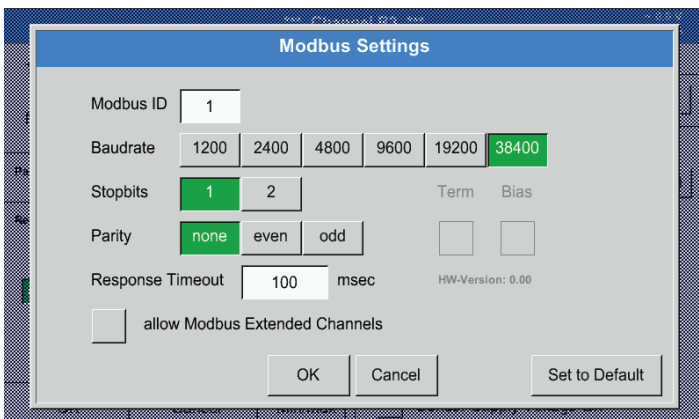 *** Channel B3 ***
Modbus Settings
Modbus ID 1
Baudrate 1200 2400 4800 9600 19200 38400
Stopbits 1 2 Term Bias
Parity none even odd
Response Timeout 100 msec HW-Version: 0.00
allow Modbus Extended Channels
OK Cancel Set to Default